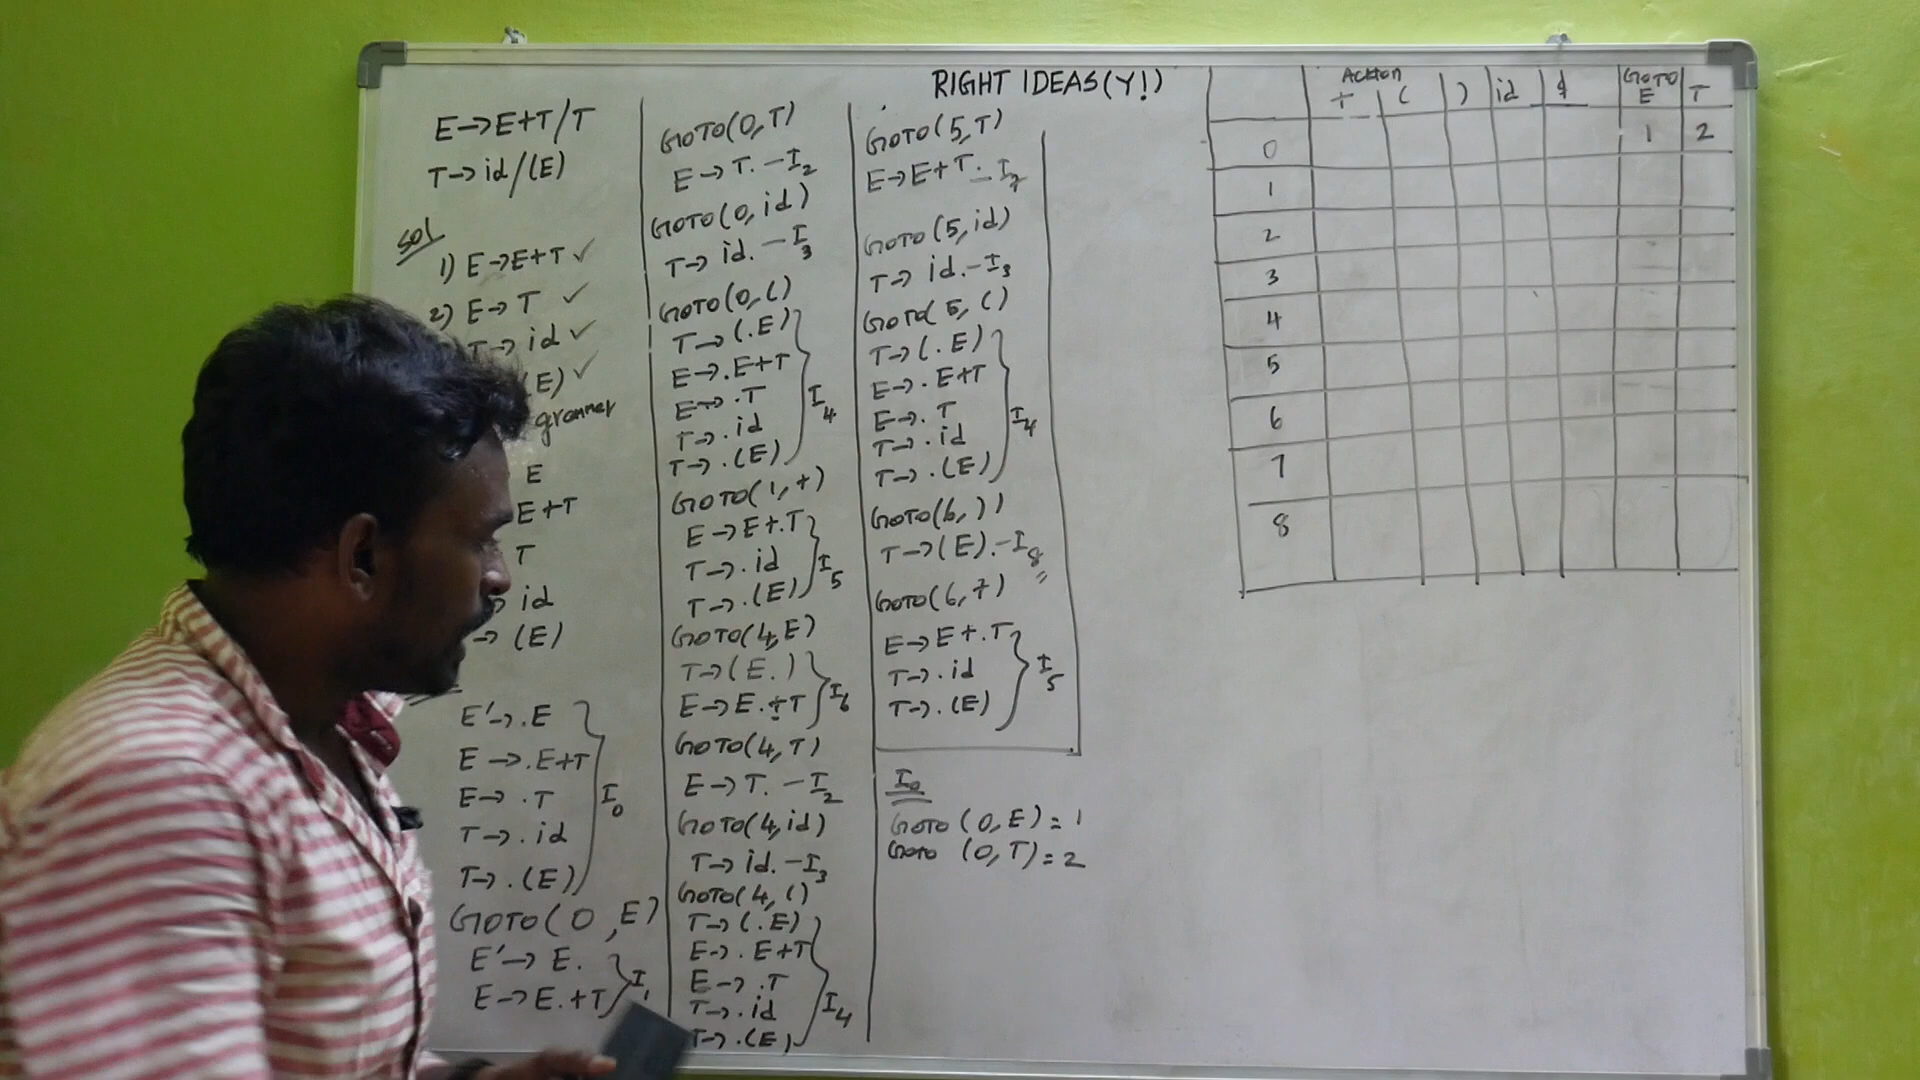 RIGHT IDEAS(Y!)
E->E+T/T
T->id/(E)
Sol
1) E->E+T ✓
2) E->T ✓
T->id ✓
(E) ✓
grammer
E
E+T
T
id
->(E)
E'->.E
E->.E+T
E->.T
T->.id
T->.(E)
I0
GOTO(0,E)
E'->E.
E->E.+T
I1
GOTO(0,T)
E->T. - I2
GOTO(0,id)
T->id. - I3
GOTO(0,()
T->(.E)
E->.E+T
E->.T
T->.id
T->.(E)
I4
GOTO(1,+)
E->E+.T
T->.id
T->.(E)
I5
GOTO(4,E)
T->(E.)
E->E.+T
I6
GOTO(4,T)
E->T. - I2
GOTO(4,id)
T->id. - I3
GOTO(4,()
T->(.E)
E->.E+T
E->.T
T->.id
T->.(E)
I4
GOTO(5,T)
E->E+T. - I7
GOTO(5,id)
T->id. - I3
GOTO(5,()
T->(.E)
E->.E+T
E->.T
T->.id
T->.(E)
I4
GOTO(6,))
T->(E). - I8
GOTO(6,+)
E->E+.T
T->.id
T->.(E)
I5
I0
GOTO (0,E)=1
GOTO (0,T)=2
Action GOTO
+ ( ) id $ E T
0 1 2
1
2
3
4
5
6
7
8